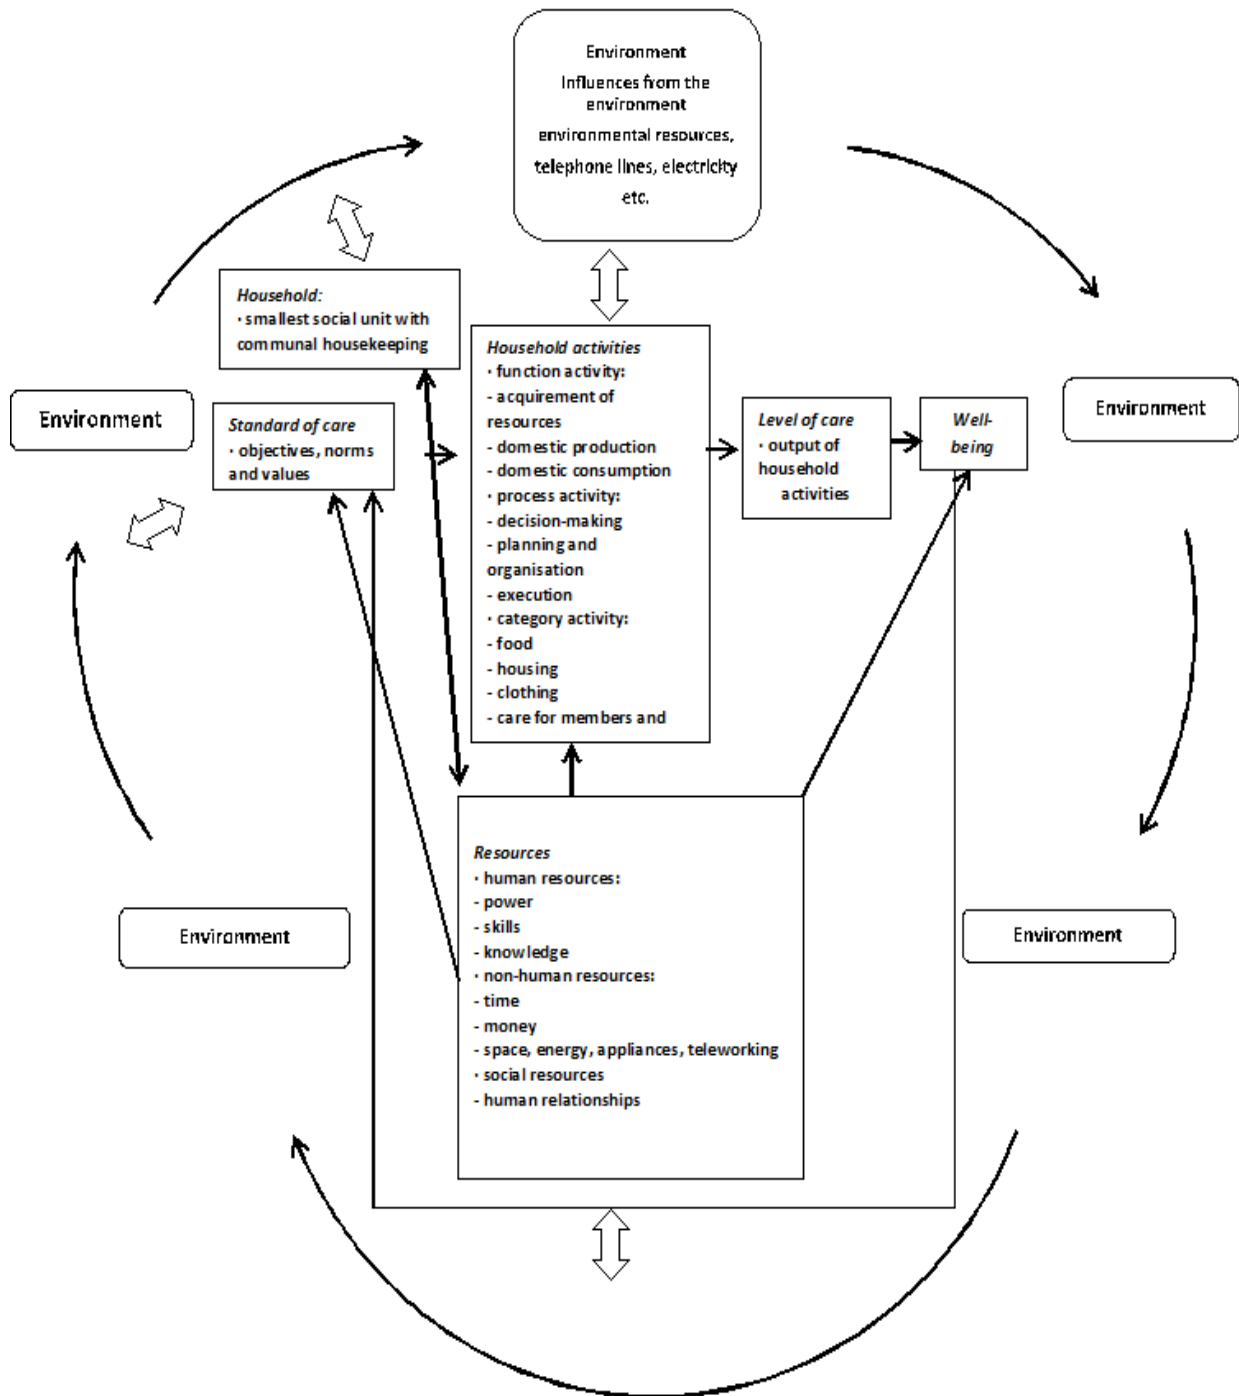 Environment
Influences from the
environment
environmental resources,
telephone lines, electricity
etc.
Household:
· smallest social unit with
communal housekeeping
Household activities
· function activity:
- acquirement of
resources
- domestic production
- domestic consumption
· process activity:
- decision-making
- planning and
organisation
- execution
· category activity:
- food
- housing
- clothing
- care for members and
Environment
Standard of care
· objectives, norms
and values
Level of care
· output of
household
activities
Well-
being
Environment
Resources
· human resources:
- power
- skills
- knowledge
· non-human resources:
- time
- money
- space, energy, appliances, teleworking
· social resources
- human relationships
Environment
Environment